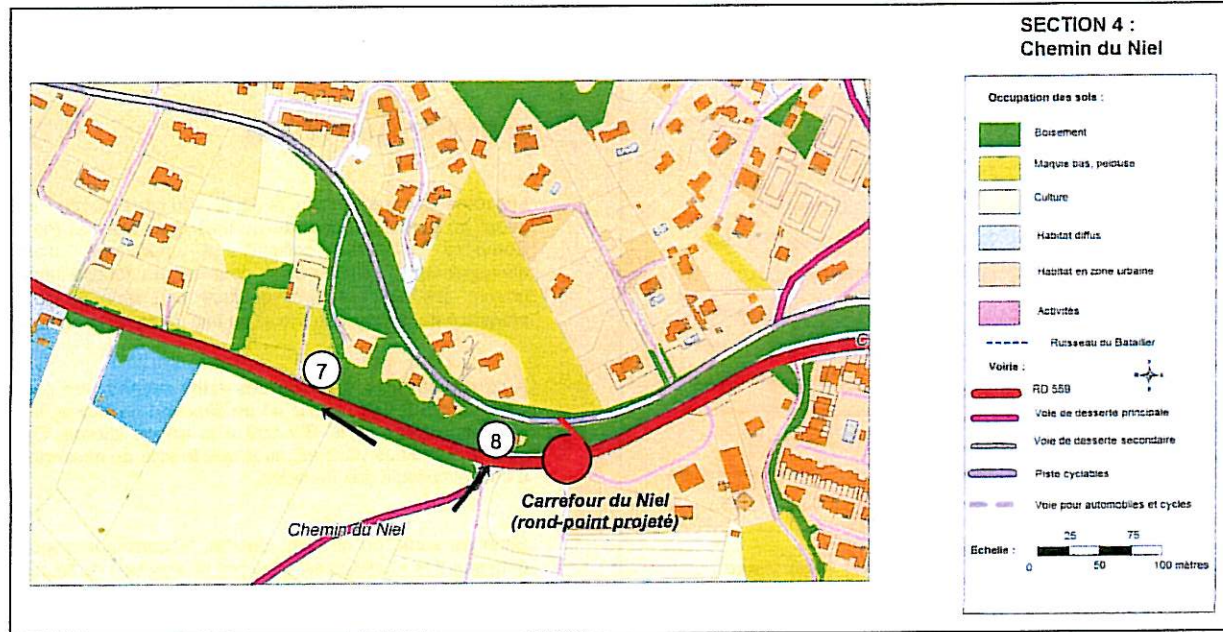 SECTION 4 :
Chemin du Niel
Occupation des sols :
Boisement
Maquis bas, pelouse
Culture
Habitat diffus
Habitat en zone urbaine
Activités
Ruisseau du Batailler
Voirie :
RD 559
Voie de desserte principale
Voie de desserte secondaire
Piste cyclables
Voie pour automobiles et cycles
Echelle :
25 75
0 50 100 mètres
7
8
Carrefour du Niel
(rond-point projeté)
Chemin du Niel
C